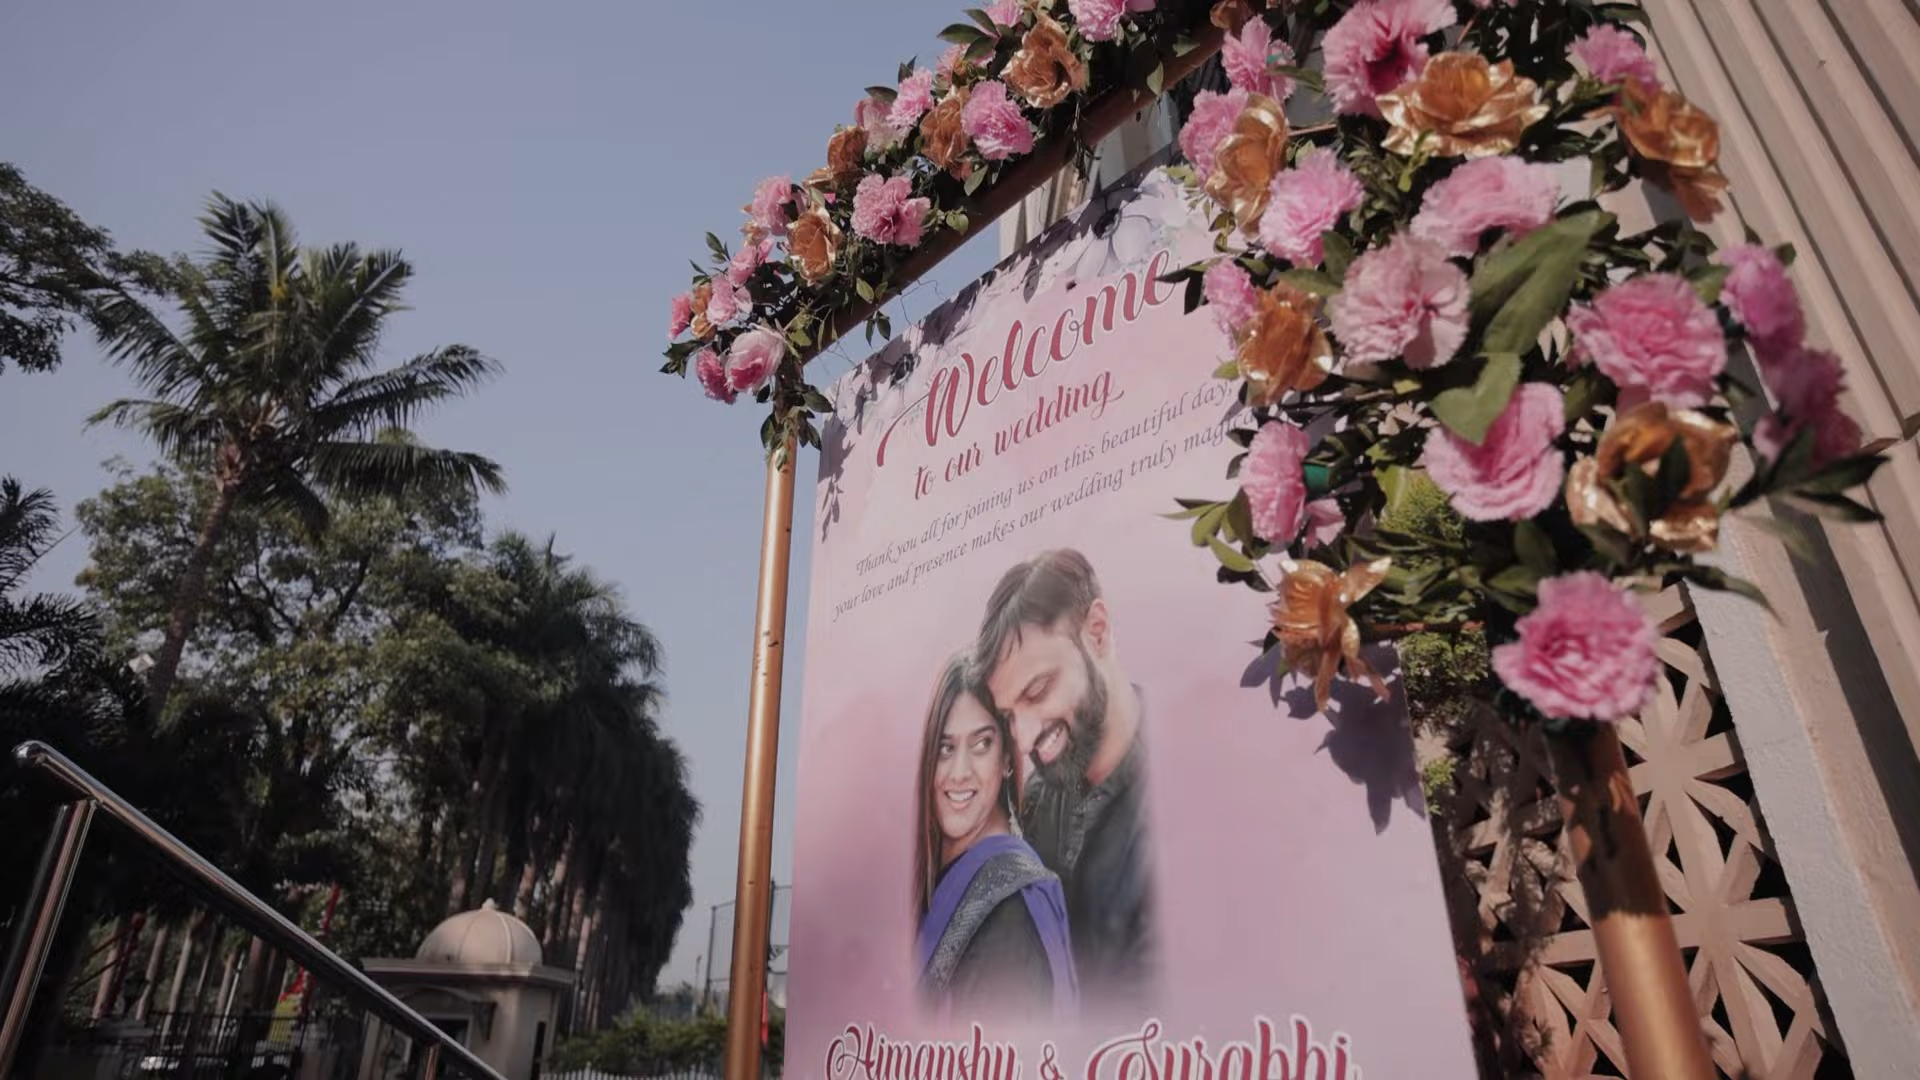 Welcome
to our wedding
Thank you all for joining us on this beautiful day,
your love and presence makes our wedding truly magica
Himanshu & Surabhi